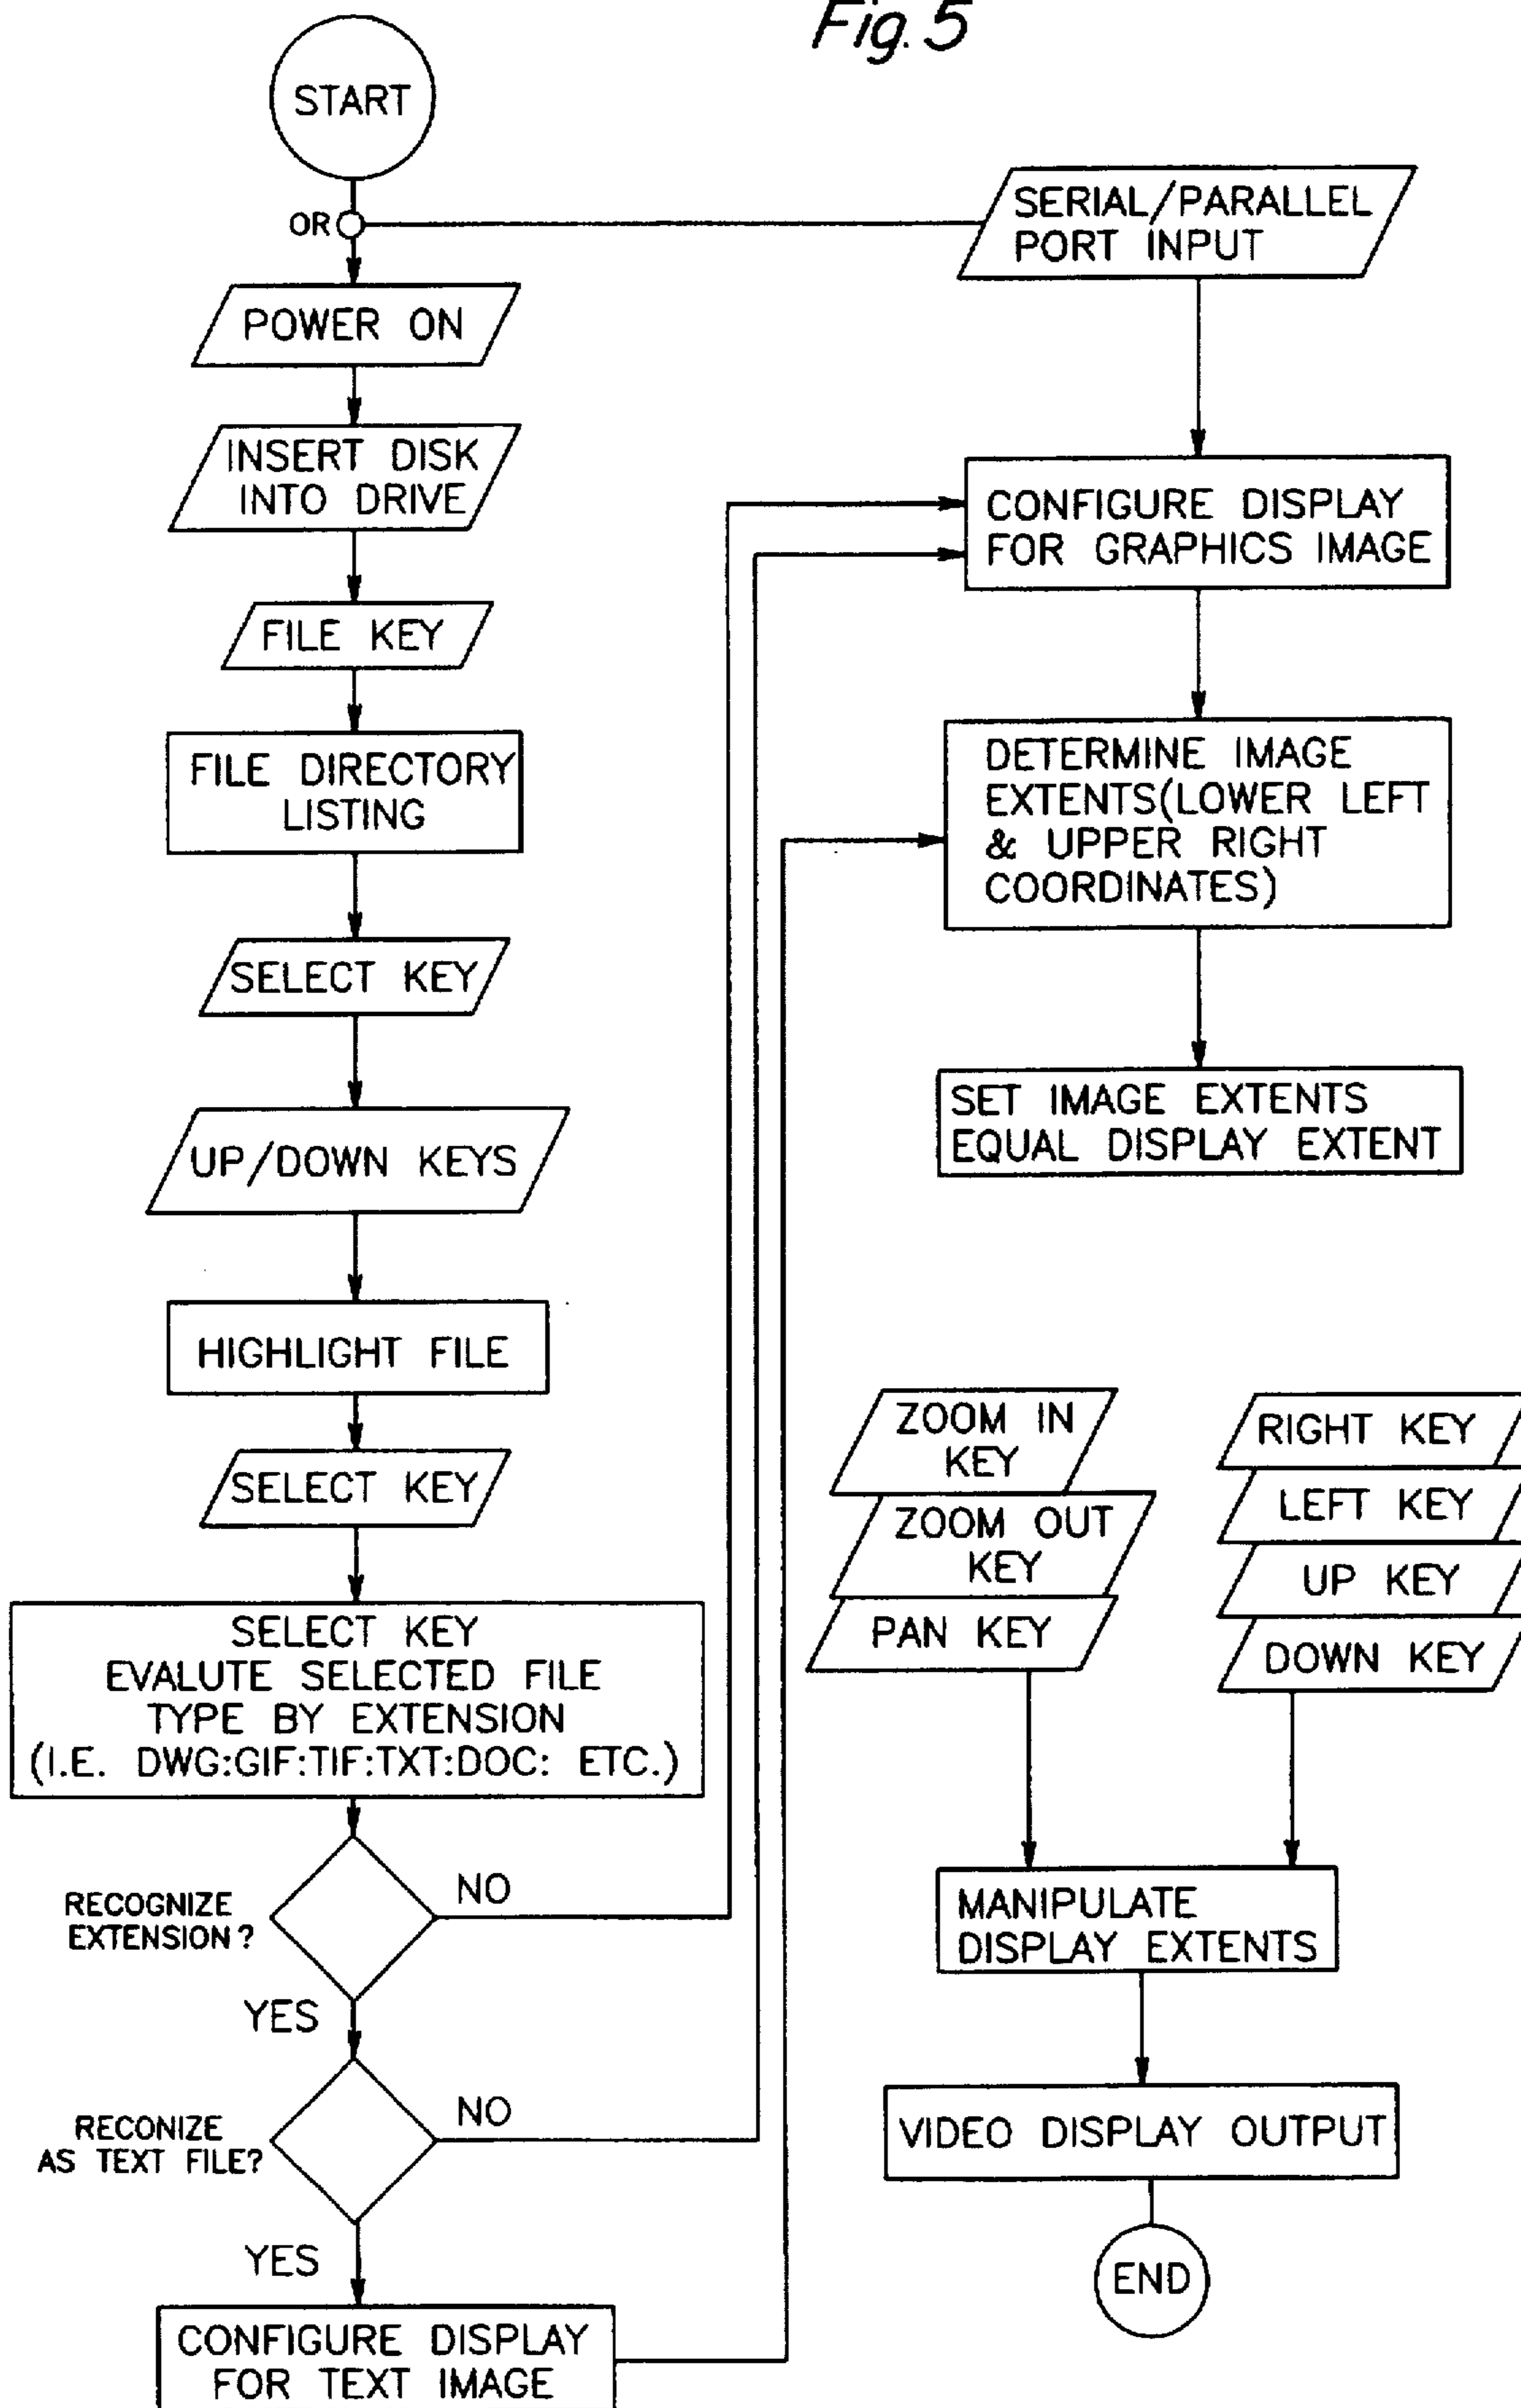 Fig. 5
START
OR
POWER ON
INSERT DISK
INTO DRIVE
FILE KEY
FILE DIRECTORY
LISTING
SELECT KEY
UP/DOWN KEYS
HIGHLIGHT FILE
SELECT KEY
SELECT KEY
EVALUTE SELECTED FILE
TYPE BY EXTENSION
(I.E. DWG:GIF:TIF:TXT:DOC: ETC.)
RECOGNIZE
EXTENSION?
NO
YES
RECONIZE
AS TEXT FILE?
NO
YES
CONFIGURE DISPLAY
FOR TEXT IMAGE
SERIAL/PARALLEL
PORT INPUT
CONFIGURE DISPLAY
FOR GRAPHICS IMAGE
DETERMINE IMAGE
EXTENTS(LOWER LEFT
& UPPER RIGHT
COORDINATES)
SET IMAGE EXTENTS
EQUAL DISPLAY EXTENT
ZOOM IN
KEY
ZOOM OUT
KEY
PAN KEY
RIGHT KEY
LEFT KEY
UP KEY
DOWN KEY
MANIPULATE
DISPLAY EXTENTS
VIDEO DISPLAY OUTPUT
END